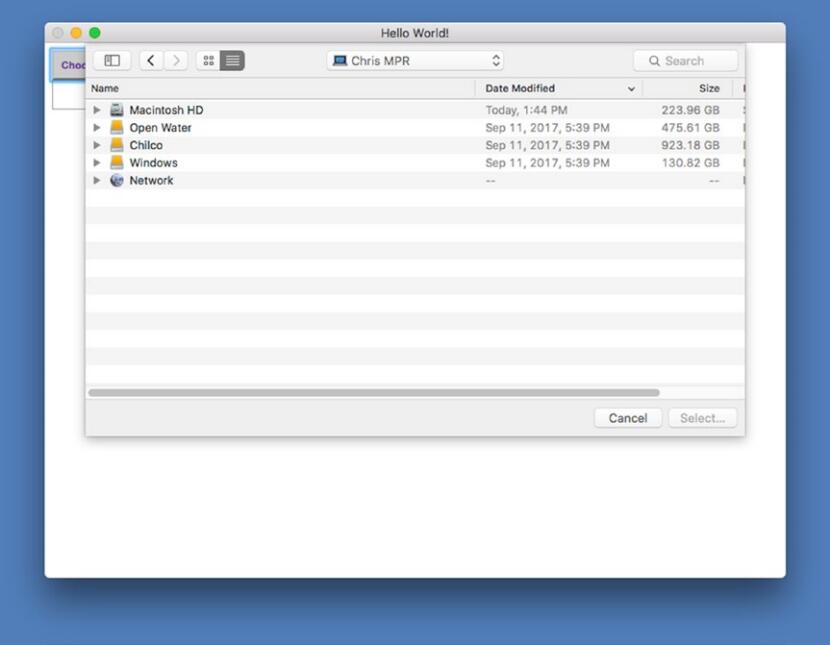 Hello World!
Chris MPR
Search
Name Date Modified Size
Macintosh HD Today, 1:44 PM 223.96 GB
Open Water Sep 11, 2017, 5:39 PM 475.61 GB
Chilco Sep 11, 2017, 5:39 PM 923.18 GB
Windows Sep 11, 2017, 5:39 PM 130.82 GB
Network -- --
Cancel Select...